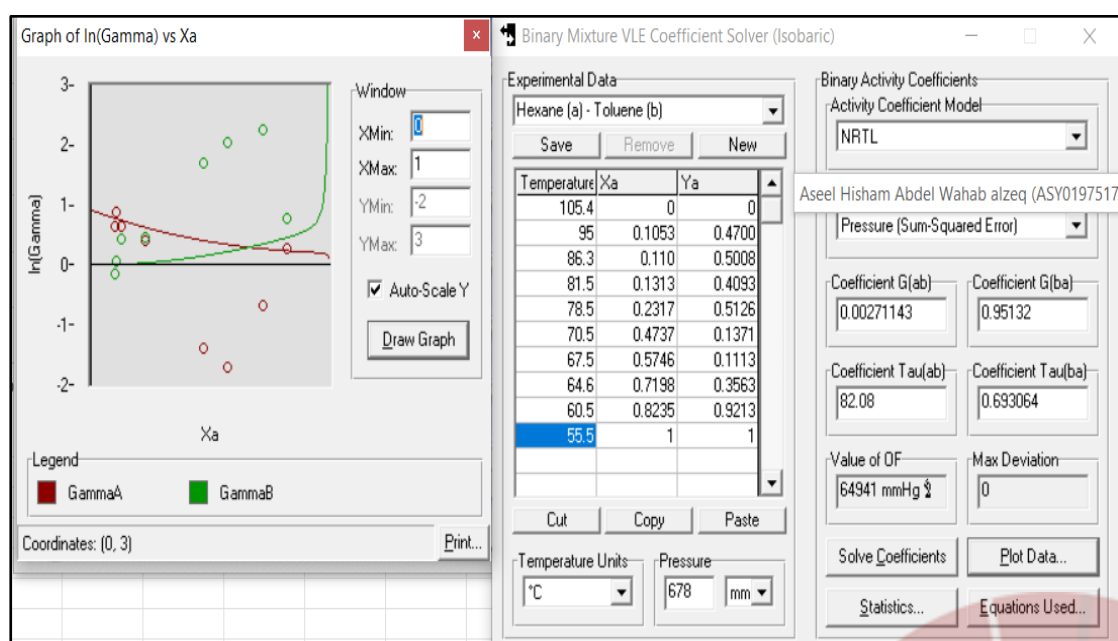 Graph of In(Gamma) vs Xa
x
3-
2-
1-
0-
-1-
-2-
In(Gamma)
Xa
Window
XMin: 0
XMax: 1
YMin: -2
YMax: 3
Auto-Scale Y
Draw Graph
Legend
GammaA
GammaB
Coordinates: (0, 3)
Print...
Binary Mixture VLE Coefficient Solver (Isobaric)
Experimental Data
Hexane (a) - Toluene (b)
Save Remove New
Temperature Xa Ya
105.4 0 0
95 0.1053 0.4700
86.3 0.110 0.5008
81.5 0.1313 0.4093
78.5 0.2317 0.5126
70.5 0.4737 0.1371
67.5 0.5746 0.1113
64.6 0.7198 0.3563
60.5 0.8235 0.9213
55.5 1 1
Cut Copy Paste
Temperature Units
°C
Pressure
678 mm
Binary Activity Coefficients
Activity Coefficient Model
NRTL
Aseel Hisham Abdel Wahab alzeq (ASY0197517
Pressure (Sum-Squared Error)
Coefficient G(ab) Coefficient G(ba)
0.00271143 0.95132
Coefficient Tau(ab) Coefficient Tau(ba)
82.08 0.693064
Value of OF Max Deviation
64941 mmHg 0
Solve Coefficients Plot Data...
Statistics... Equations Used...